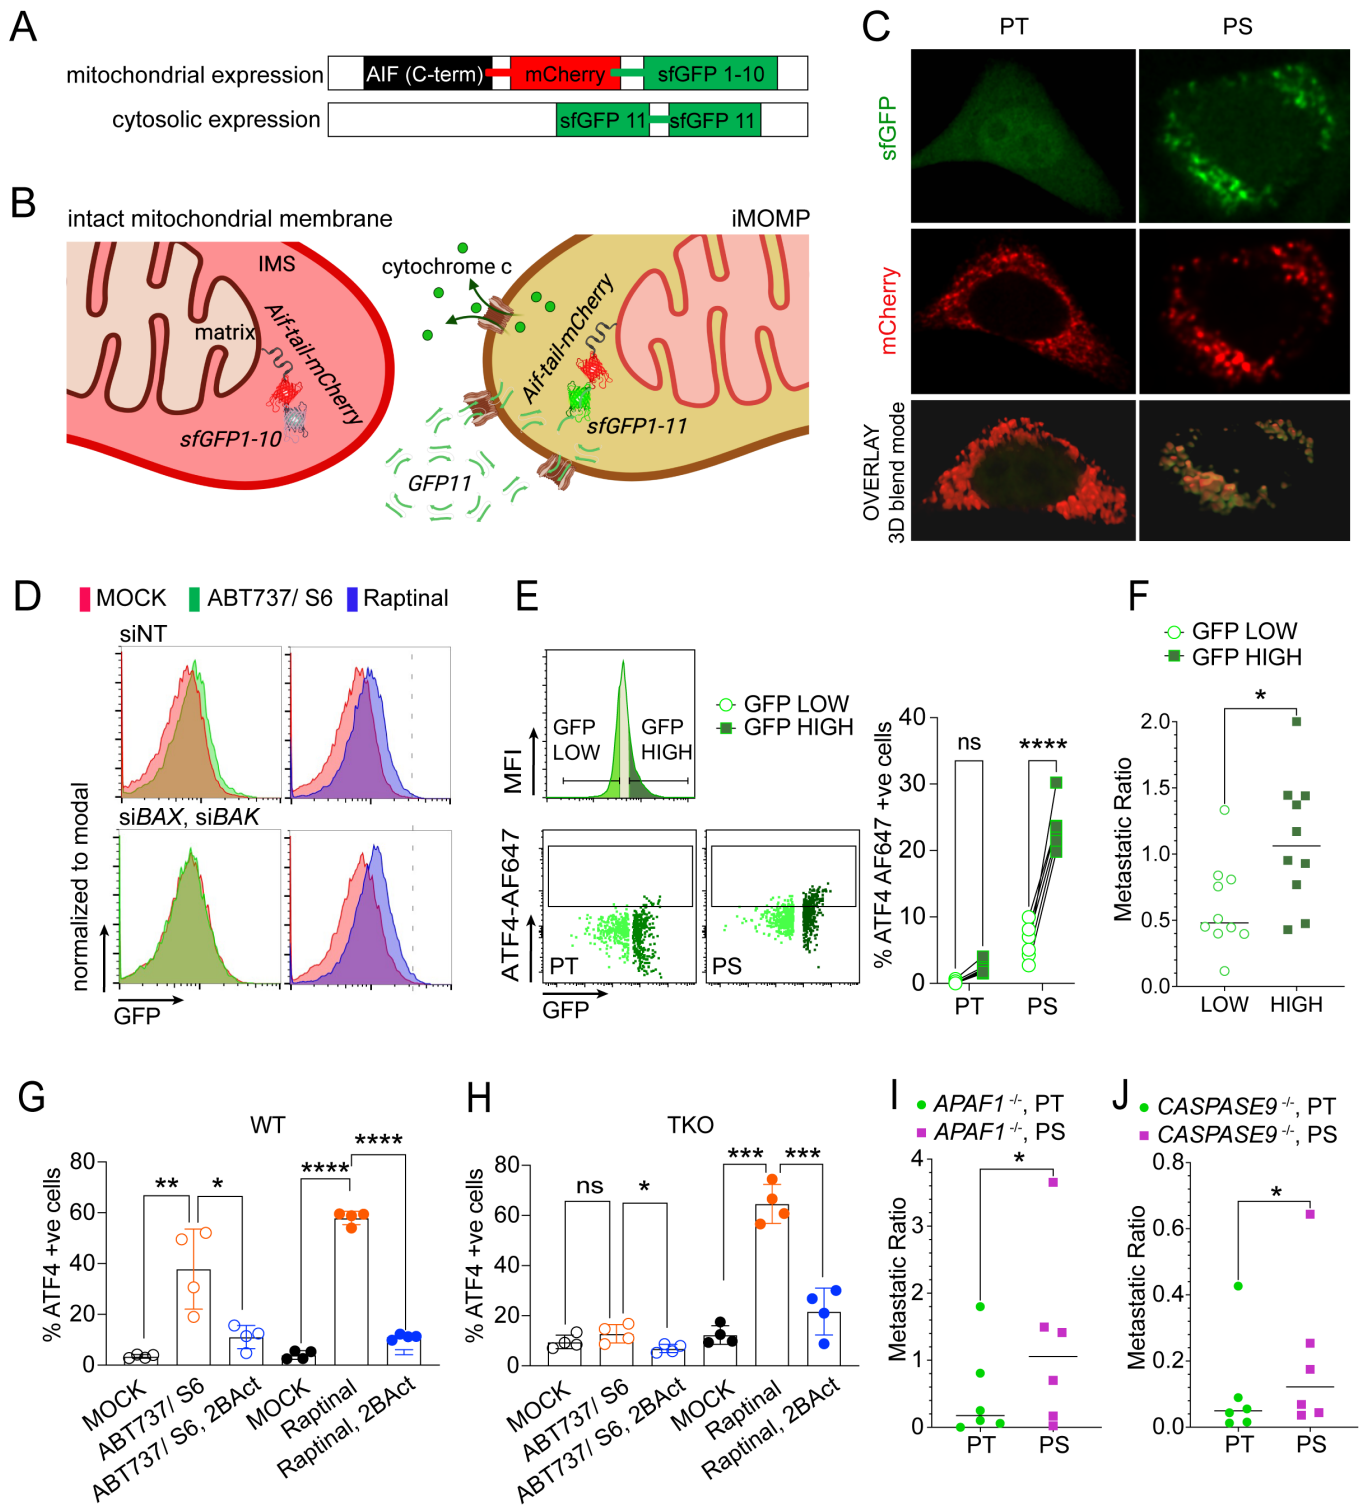 A
mitochondrial expression
AIF (C-term)
mCherry
sfGFP 1-10
cytosolic expression
sfGFP 11
sfGFP 11
B
intact mitochondrial membrane
iMOMP
IMS
matrix
Aif-tail-mCherry
sfGFP1-10
cytochrome c
Aif-tail-mCherry
sfGFP1-11
GFP11
C
PT
PS
sfGFP
mCherry
OVERLAY
3D blend mode
D
MOCK
ABT737/ S6
Raptinal
siNT
siBAX, siBAK
normalized to modal
GFP
E
GFP
LOW
GFP
HIGH
MFI
GFP LOW
GFP HIGH
ATF4-AF647
PT
PS
GFP
% ATF4 AF647 +ve cells
40
30
20
10
0
ns
****
PT
PS
F
GFP LOW
GFP HIGH
*
Metastatic Ratio
2.0
1.5
1.0
0.5
0.0
LOW
HIGH
G
WT
% ATF4 +ve cells
80
60
40
20
0
**
*
****
****
MOCK
ABT737/ S6
ABT737/ S6, 2BAct
MOCK
Raptinal
Raptinal, 2BAct
H
TKO
% ATF4 +ve cells
80
60
40
20
0
ns
*
***
***
MOCK
ABT737/ S6
ABT737/ S6, 2BAct
MOCK
Raptinal
Raptinal, 2BAct
I
APAF1 -/-, PT
APAF1 -/-, PS
*
Metastatic Ratio
4
3
2
1
0
PT
PS
J
CASPASE9 -/-, PT
CASPASE9 -/-, PS
*
Metastatic Ratio
0.8
0.6
0.4
0.2
0.0
PT
PS